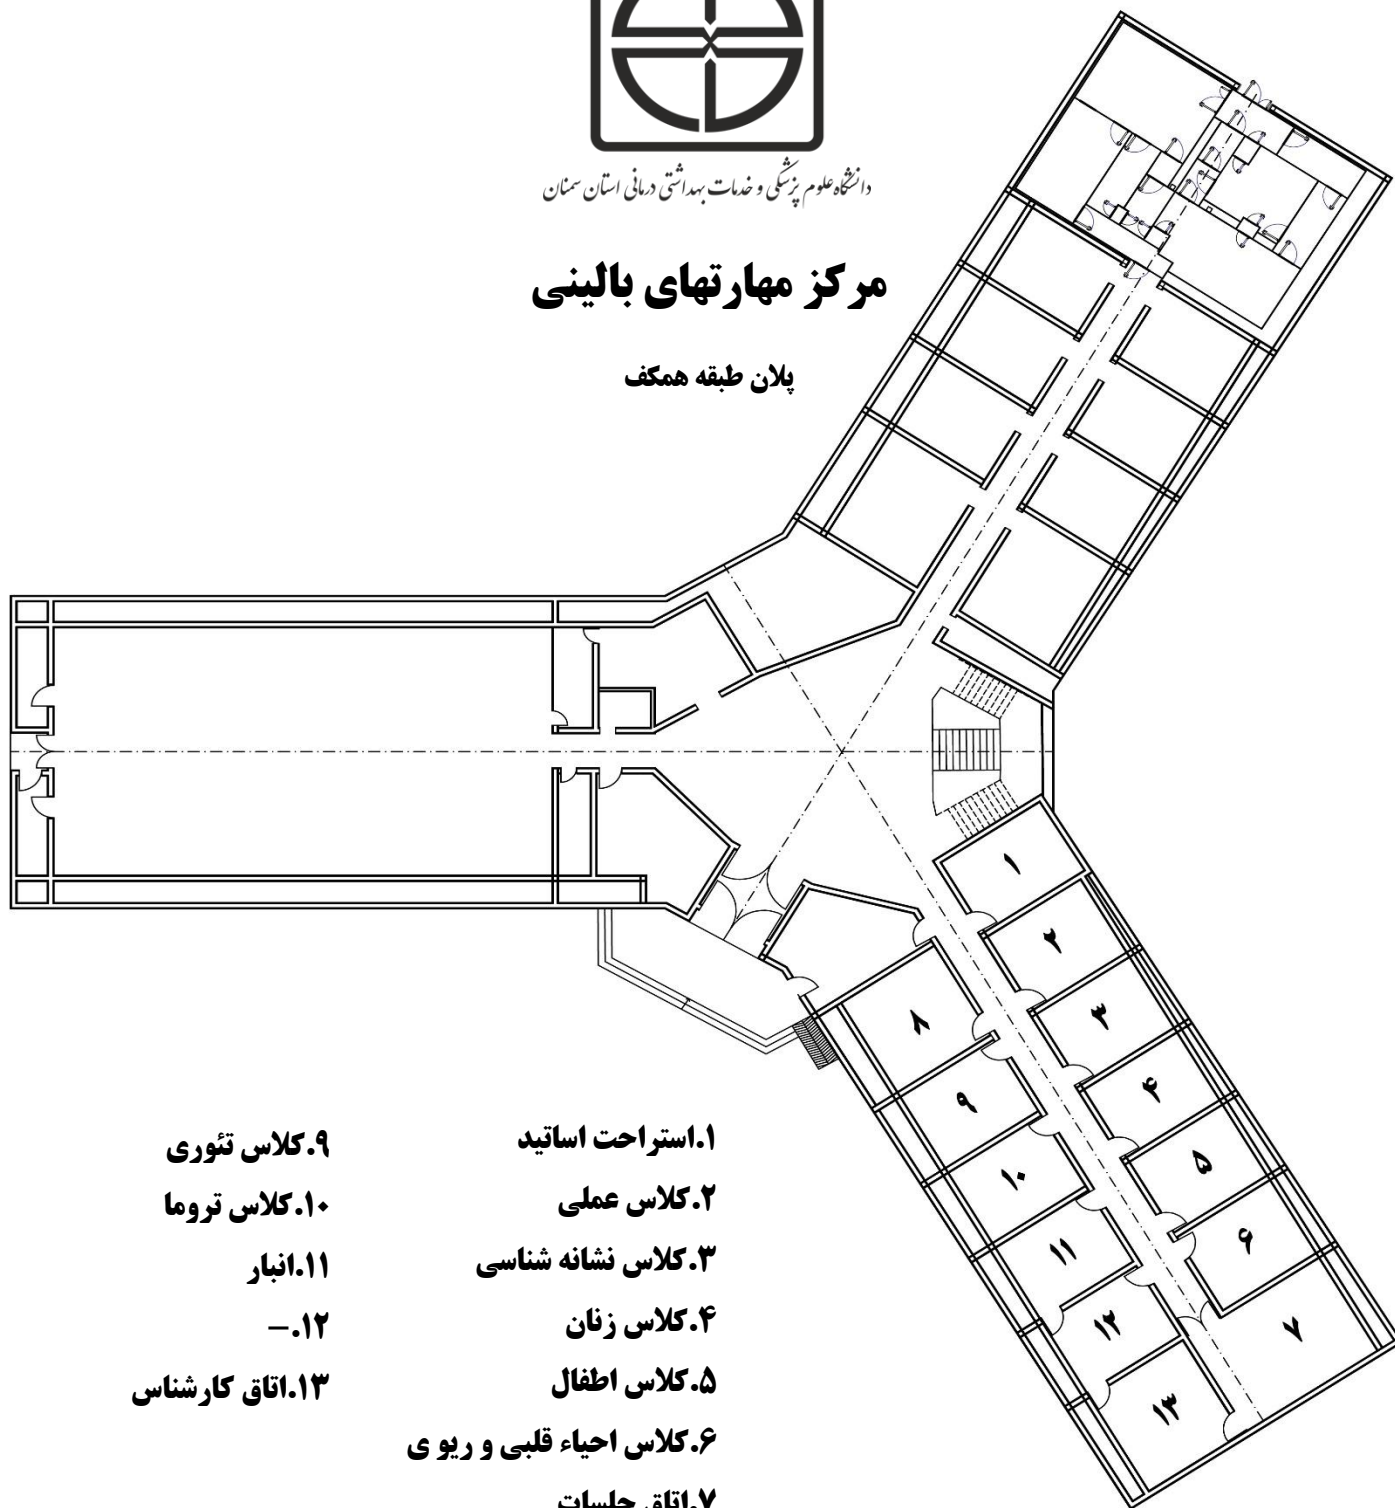 دانشگاه علوم پزشکی و خدمات بهداشتی درمانی استان سمنان
مرکز مهارتهای بالینی
پلان طبقه همکف
۱
۲
۳
۴
۵
۶
۷
۸
۹
۱۰
۱۱
۱۲
۱۳
۱.استراحت اساتید
۲.کلاس عملی
۳.کلاس نشانه شناسی
۴.کلاس زنان
۵.کلاس اطفال
۶.کلاس احیاء قلبی و ریو ی
۷.اتاق جلسات
۹.کلاس تئوری
۱۰.کلاس تروما
۱۱.انبار
۱۲.–
۱۳.اتاق کارشناس